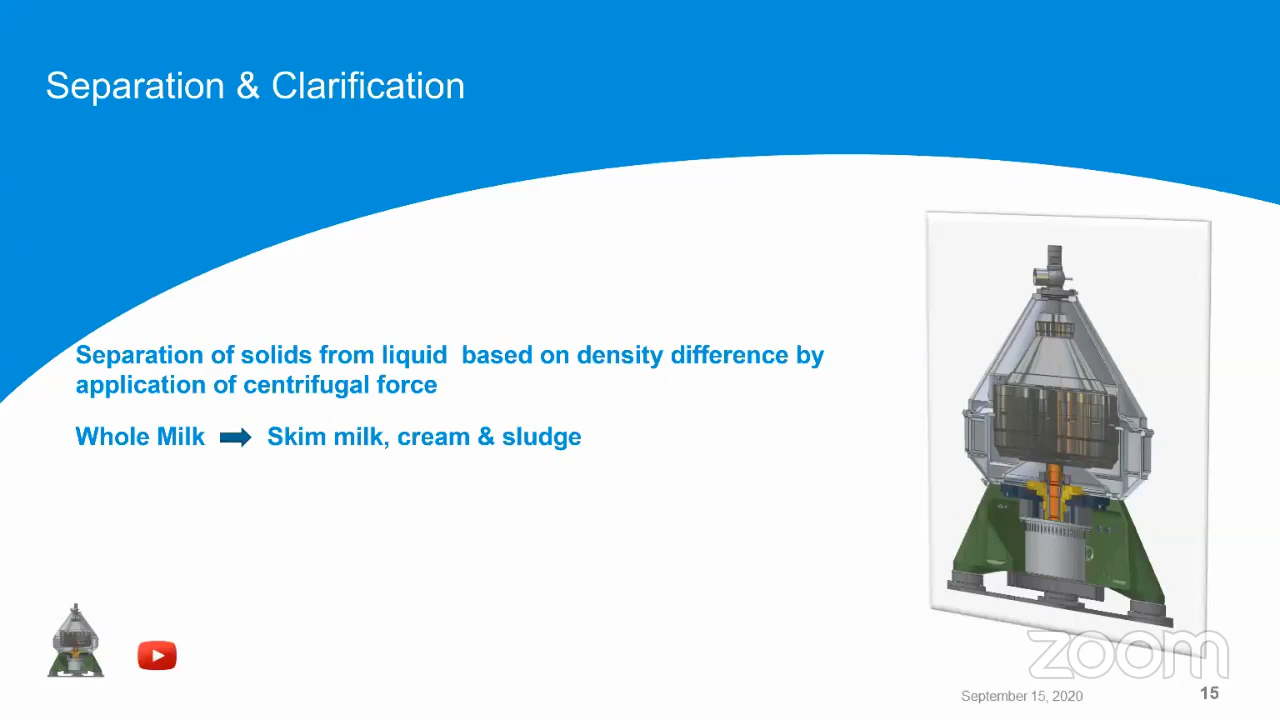 Separation & Clarification
Separation of solids from liquid based on density difference by
application of centrifugal force
Whole Milk Skim milk, cream & sludge
zoom
September 15, 2020
15